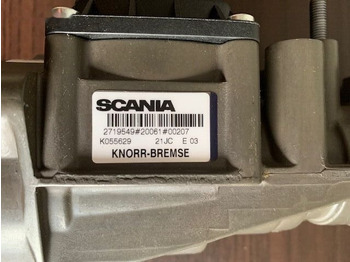 SCANIA
2719549#20061#00207
K055629 21JC E 03
KNORR-BREMSE